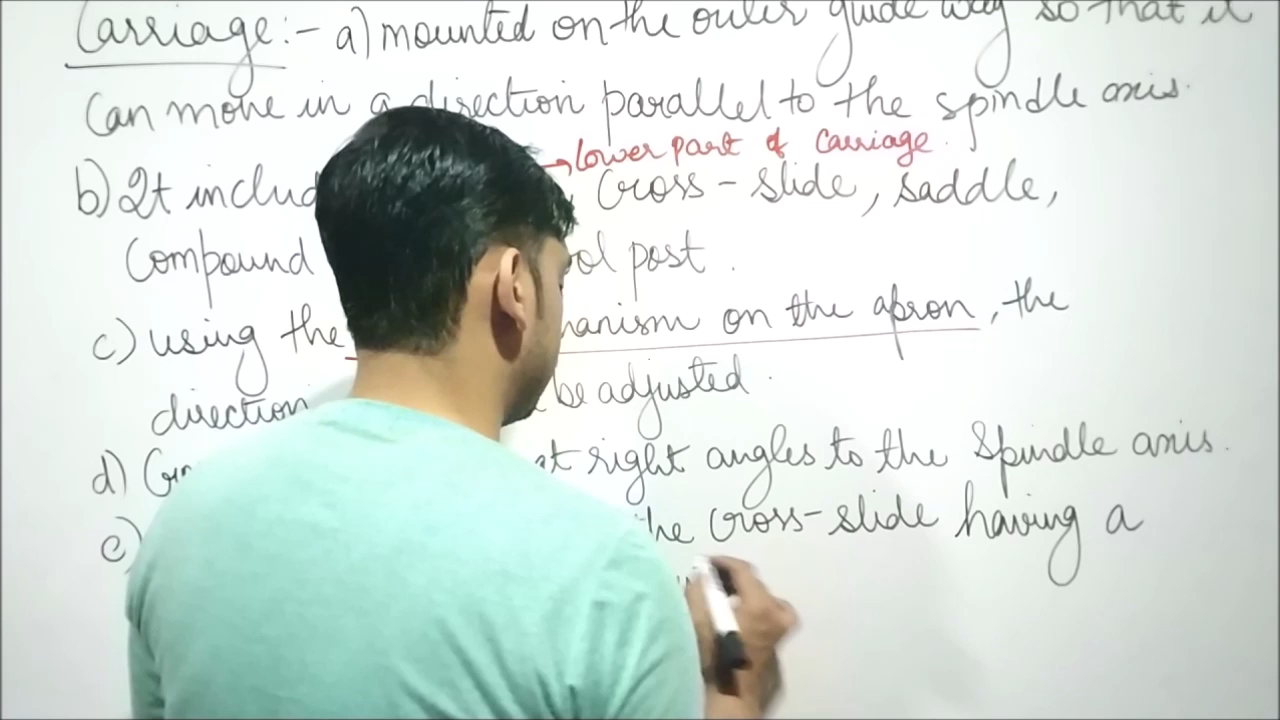 Carriage:- a) mounted on the outer guide way so that it
Can move in a direction parallel to the spindle axis.
→ lower part of carriage.
b) It includ Cross-slide, saddle,
Compound ol post.
c) using the hanism on the apron, the
direction be adjusted.
d) at right angles to the Spindle axis.
e) the Cross-slide having a